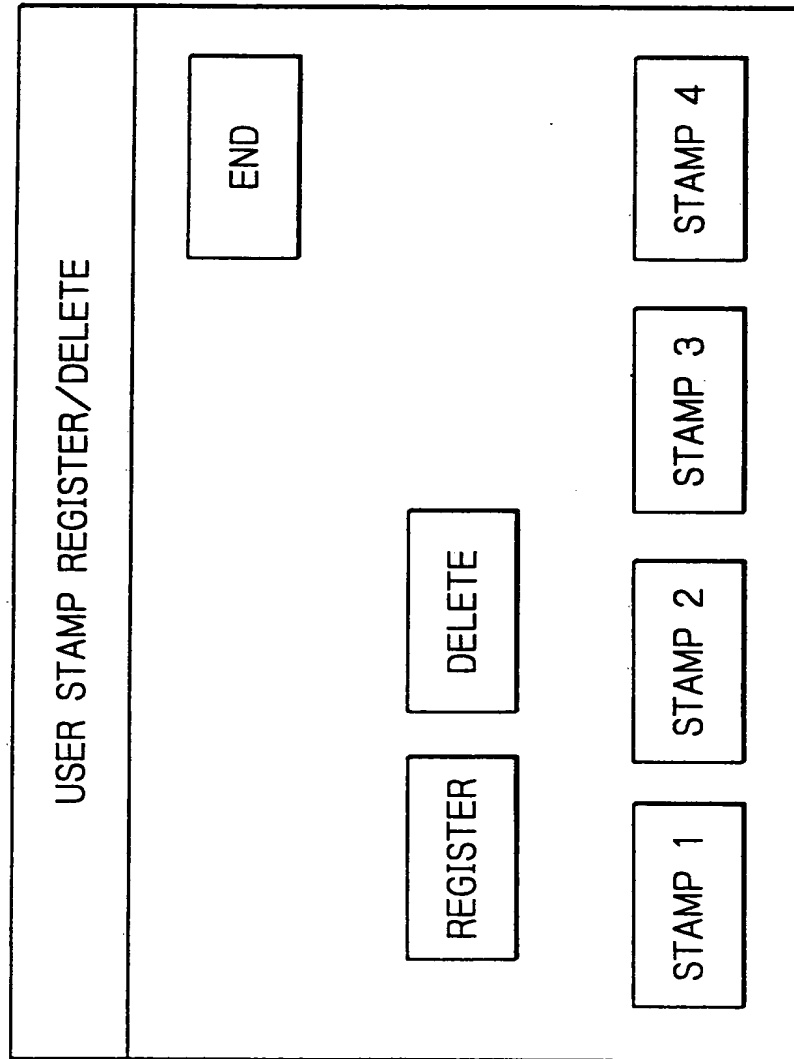 USER STAMP REGISTER/DELETE
END
REGISTER DELETE
STAMP 1 STAMP 2 STAMP 3 STAMP 4